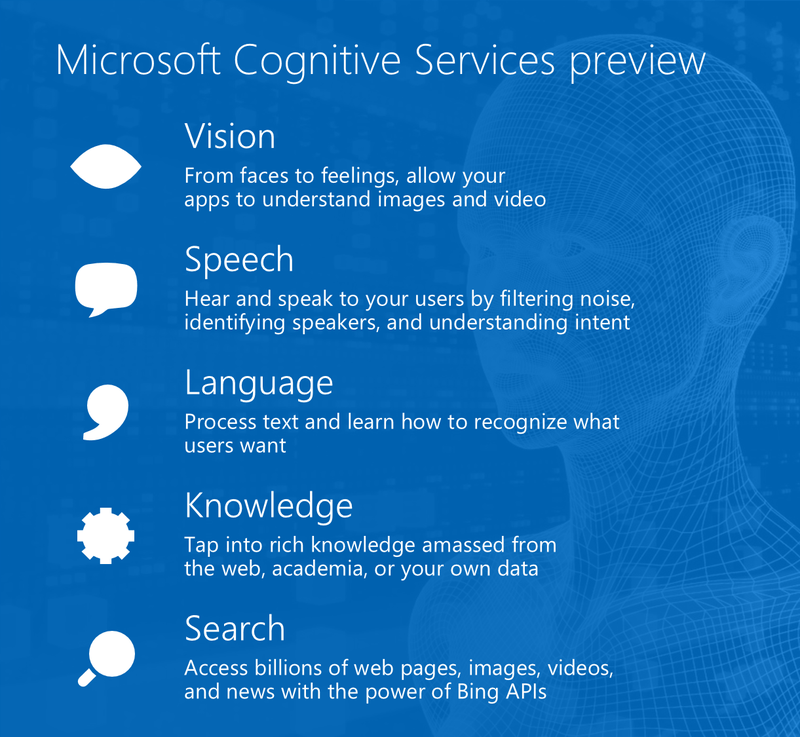 Microsoft Cognitive Services preview
Vision
From faces to feelings, allow your
apps to understand images and video
Speech
Hear and speak to your users by filtering noise,
identifying speakers, and understanding intent
Language
Process text and learn how to recognize what
users want
Knowledge
Tap into rich knowledge amassed from
the web, academia, or your own data
Search
Access billions of web pages, images, videos,
and news with the power of Bing APIs